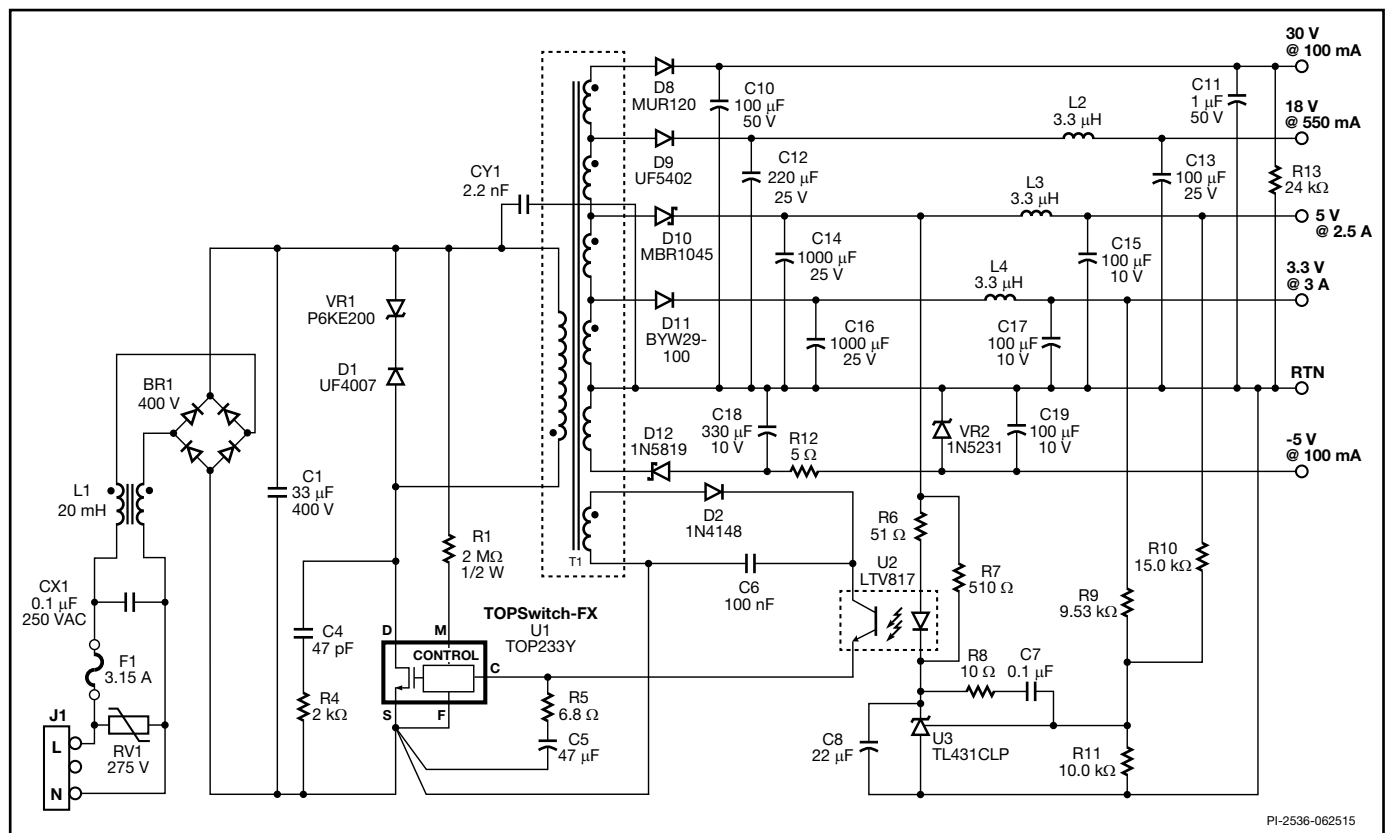 30 V
@ 100 mA
D8
MUR120
C10
100 µF
50 V
C11
1 µF
50 V
L2
3.3 µH
18 V
@ 550 mA
D9
UF5402
C12
220 µF
25 V
C13
100 µF
25 V
R13
24 kΩ
CY1
2.2 nF
L3
3.3 µH
5 V
@ 2.5 A
D10
MBR1045
C14
1000 µF
25 V
C15
100 µF
10 V
L4
3.3 µH
3.3 V
@ 3 A
VR1
P6KE200
D11
BYW29-
100
C16
1000 µF
25 V
C17
100 µF
10 V
D1
UF4007
BR1
400 V
RTN
C18
330 µF
10 V
D12
1N5819
R12
5 Ω
VR2
1N5231
C19
100 µF
10 V
-5 V
@ 100 mA
L1
20 mH
C1
33 µF
400 V
D2
1N4148
R1
2 MΩ
1/2 W
T1
C6
100 nF
R6
51 Ω
U2
LTV817
R7
510 Ω
R10
15.0 kΩ
R9
9.53 kΩ
CX1
0.1 µF
250 VAC
F1
3.15 A
C4
47 pF
R4
2 kΩ
TOPSwitch-FX
U1
TOP233Y
D
M
CONTROL
C
S
F
R5
6.8 Ω
C5
47 µF
R8
10 Ω
C7
0.1 µF
C8
22 µF
U3
TL431CLP
R11
10.0 kΩ
J1
L
N
RV1
275 V
PI-2536-062515